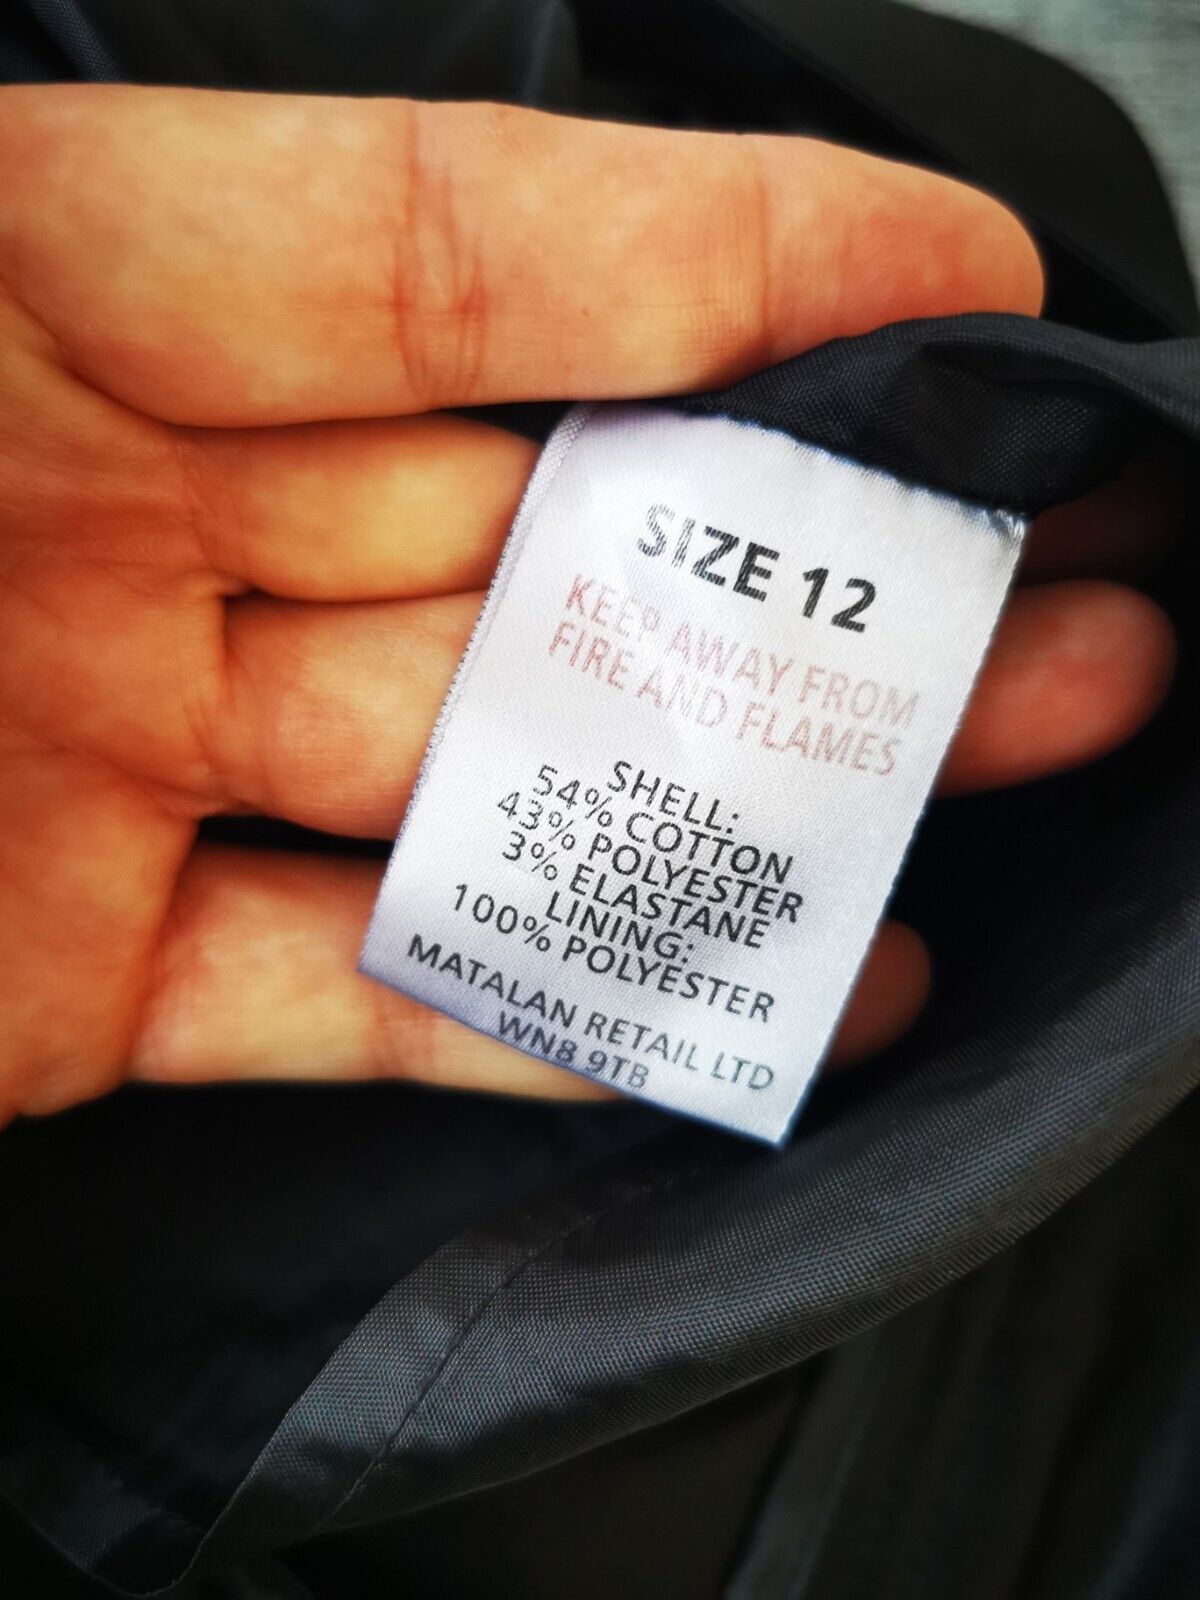 SIZE 12
KEEP AWAY FROM
FIRE AND FLAMES
SHELL:
54% COTTON
43% POLYESTER
3% ELASTANE
LINING:
100% POLYESTER
MATALAN RETAIL LTD
WN8 9TB